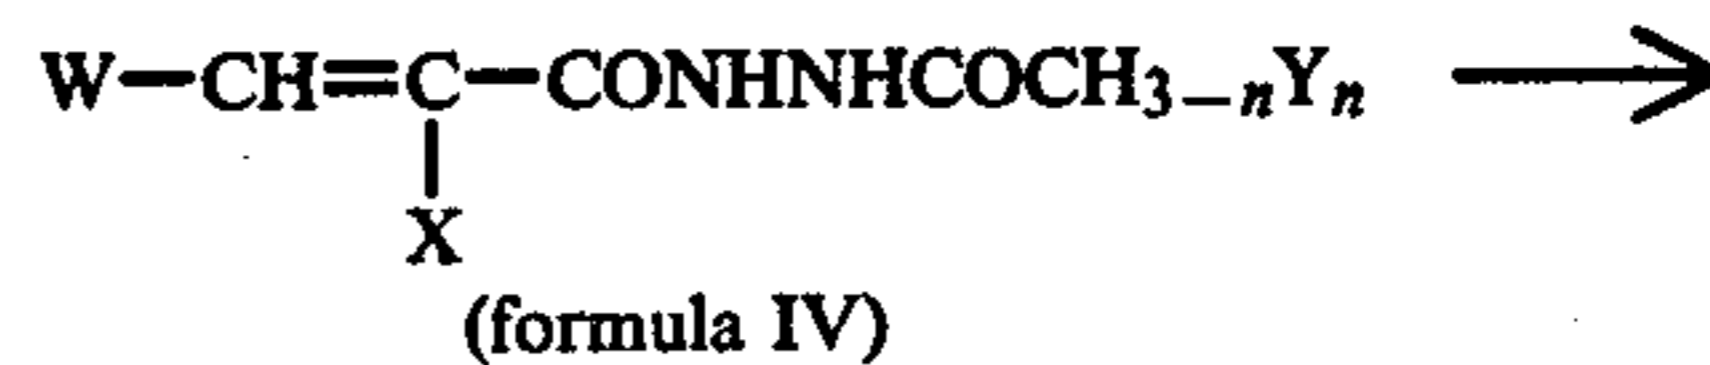 W—CH=C—CONHNHCOCH3−nYn
X
(formula IV)